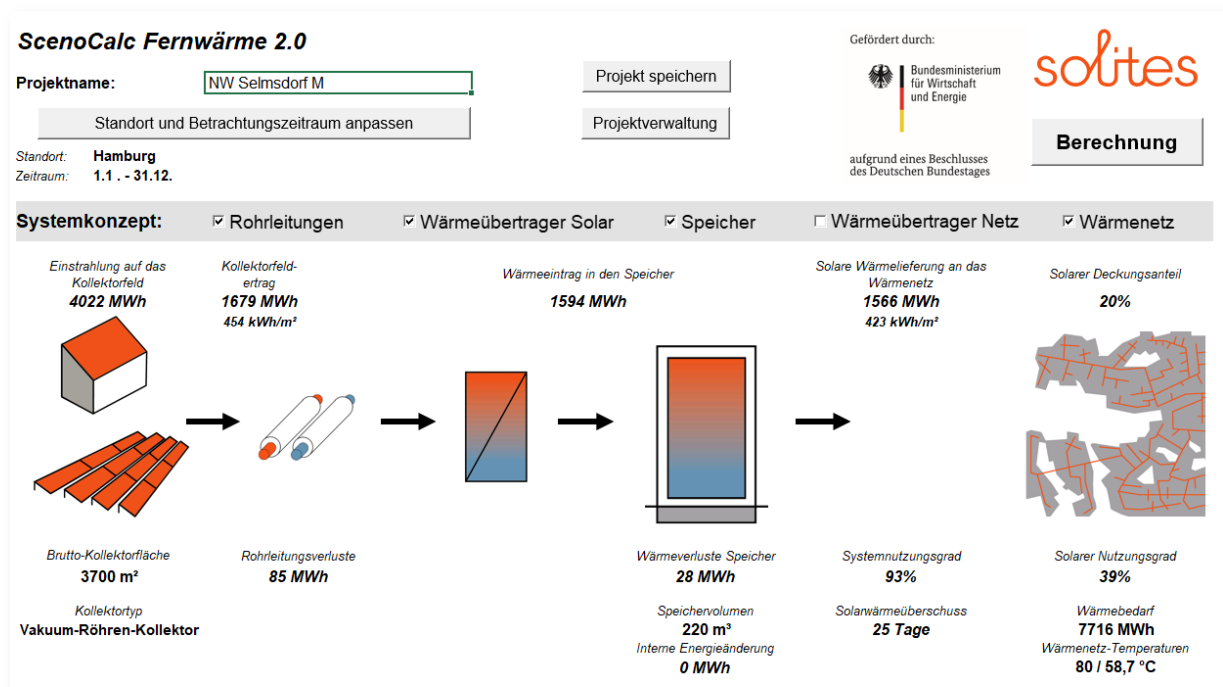 ScenoCalc Fernwärme 2.0
Projektname:
NW Selmsdorf M
Projekt speichern
Standort und Betrachtungszeitraum anpassen
Projektverwaltung
Standort: Hamburg
Zeitraum: 1.1 . - 31.12.
Gefördert durch:
Bundesministerium
für Wirtschaft
und Energie
aufgrund eines Beschlusses
des Deutschen Bundestages
solites
Berechnung
Systemkonzept: Rohrleitungen Wärmeübertrager Solar Speicher Wärmeübertrager Netz Wärmenetz
Einstrahlung auf das
Kollektorfeld
4022 MWh
Kollektorfeld-
ertrag
1679 MWh
454 kWh/m²
Wärmeeintrag in den Speicher
1594 MWh
Solare Wärmelieferung an das
Wärmenetz
1566 MWh
423 kWh/m²
Solarer Deckungsanteil
20%
Brutto-Kollektorfläche
3700 m²
Kollektortyp
Vakuum-Röhren-Kollektor
Rohrleitungsverluste
85 MWh
Wärmeverluste Speicher
28 MWh
Speichervolumen
220 m³
Interne Energieänderung
0 MWh
Systemnutzungsgrad
93%
Solarwärmeüberschuss
25 Tage
Solarer Nutzungsgrad
39%
Wärmebedarf
7716 MWh
Wärmenetz-Temperaturen
80 / 58,7 °C